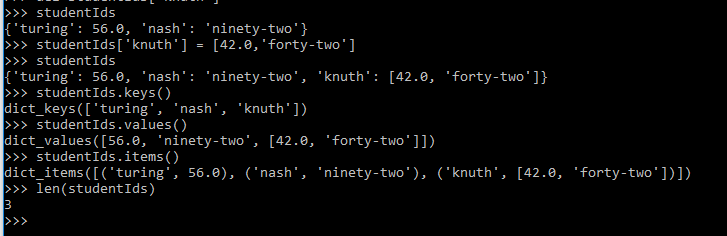 >>> studentIds
{'turing': 56.0, 'nash': 'ninety-two'}
>>> studentIds['knuth'] = [42.0,'forty-two']
>>> studentIds
{'turing': 56.0, 'nash': 'ninety-two', 'knuth': [42.0, 'forty-two']}
>>> studentIds.keys()
dict_keys(['turing', 'nash', 'knuth'])
>>> studentIds.values()
dict_values([56.0, 'ninety-two', [42.0, 'forty-two']])
>>> studentIds.items()
dict_items([('turing', 56.0), ('nash', 'ninety-two'), ('knuth', [42.0, 'forty-two'])])
>>> len(studentIds)
3
>>>